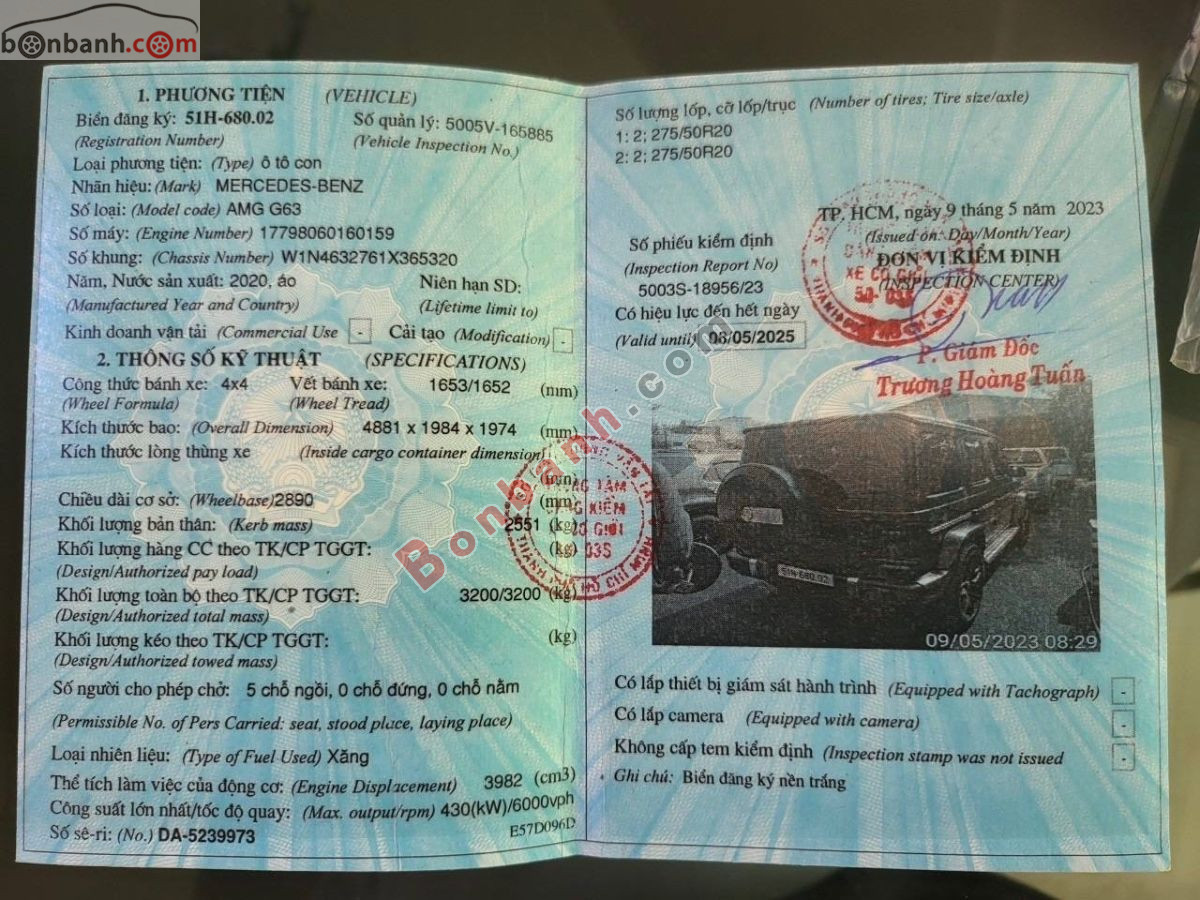 bonbanh.com
1. PHƯƠNG TIỆN (VEHICLE)
Biển đăng ký: 51H-680.02 Số quản lý: 5005V-165885
(Registration Number) (Vehicle Inspection No.)
Loại phương tiện: (Type) ô tô con
Nhãn hiệu: (Mark) MERCEDES-BENZ
Số loại: (Model code) AMG G63
Số máy: (Engine Number) 17798060160159
Số khung: (Chassis Number) W1N4632761X365320
Năm, Nước sản xuất: 2020, áo Niên hạn SD:
(Manufactured Year and Country) (Lifetime limit to)
Kinh doanh vận tải (Commercial Use - Cải tạo (Modification) -
2. THÔNG SỐ KỸ THUẬT (SPECIFICATIONS)
Công thức bánh xe: 4x4 Vết bánh xe: 1653/1652 (mm)
(Wheel Formula) (Wheel Tread)
Kích thước bao: (Overall Dimension) 4881 x 1984 x 1974 (mm)
Kích thước lòng thùng xe (Inside cargo container dimension)
(mm)
Chiều dài cơ sở: (Wheelbase)2890 (mm)
Khối lượng bản thân: (Kerb mass) 2551 (kg)
Khối lượng hàng CC theo TK/CP TGGT: (kg)
(Design/Authorized pay load)
Khối lượng toàn bộ theo TK/CP TGGT: 3200/3200 (kg)
(Design/Authorized total mass)
Khối lượng kéo theo TK/CP TGGT: (kg)
(Design/Authorized towed mass)
Số người cho phép chở: 5 chỗ ngồi, 0 chỗ đứng, 0 chỗ nằm
(Permissible No. of Pers Carried: seat, stood place, laying place)
Loại nhiên liệu: (Type of Fuel Used) Xăng
Thể tích làm việc của động cơ: (Engine Displacement) 3982 (cm3)
Công suất lớn nhất/tốc độ quay: (Max. output/rpm) 430(kW)/6000vph
Số sê-ri: (No.) DA-5239973 E57D096D
Số lượng lốp, cỡ lốp/trục (Number of tires; Tire size/axle)
1: 2; 275/50R20
2: 2; 275/50R20
TP. HCM, ngày 9 tháng 5 năm 2023
(Issued on: Day/Month/Year)
Số phiếu kiểm định ĐƠN VỊ KIỂM ĐỊNH
(Inspection Report No) (INSPECTION CENTER)
5003S-18956/23
Có hiệu lực đến hết ngày
(Valid until) 08/05/2025
XE CƠ GIỚI
50- 03S
P. Giám Đốc
Trương Hoàng Tuấn
Bonbanh.com
51H-680.02
09/05/2023 08:29
Có lắp thiết bị giám sát hành trình (Equipped with Tachograph) -
Có lắp camera (Equipped with camera) -
Không cấp tem kiểm định (Inspection stamp was not issued -
Ghi chú: Biển đăng ký nền trắng